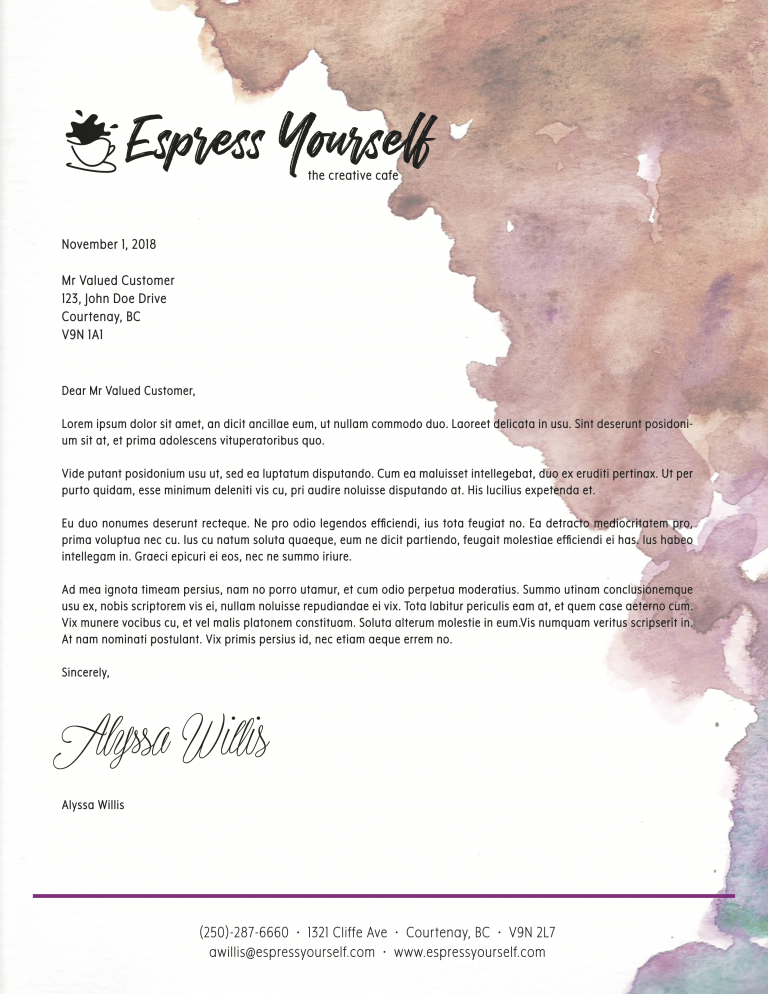 Espress Yourself
the creative cafe
November 1, 2018
Mr Valued Customer
123, John Doe Drive
Courtenay, BC
V9N 1A1
Dear Mr Valued Customer,
Lorem ipsum dolor sit amet, an dicit ancillae eum, ut nullam commodo duo. Laoreet delicata in usu. Sint deserunt posidoni-
um sit at, et prima adolescens vituperatoribus quo.
Vide putant posidonium usu ut, sed ea luptatum disputando. Cum ea maluisset intellegebat, duo ex eruditi pertinax. Ut per
purto quidam, esse minimum deleniti vis cu, pri audire noluisse disputando at. His lucilius expetenda et.
Eu duo nonumes deserunt recteque. Ne pro odio legendos efficiendi, ius tota feugiat no. Ea detracto mediocritatem pro,
prima voluptua nec cu. Ius cu natum soluta quaeque, eum ne dicit partiendo, feugait molestiae efficiendi ei has. Ius habeo
intellegam in. Graeci epicuri ei eos, nec ne summo iriure.
Ad mea ignota timeam persius, nam no porro utamur, et cum odio perpetua moderatius. Summo utinam conclusionemque
usu ex, nobis scriptorem vis ei, nullam noluisse repudiandae ei vix. Tota labitur periculis eam at, et quem case aeterno cum.
Vix munere vocibus cu, et vel malis platonem constituam. Soluta alterum molestie in eum.Vis numquam veritus scripserit in.
At nam nominati postulant. Vix primis persius id, nec etiam aeque errem no.
Sincerely,
Alyssa Willis
Alyssa Willis
(250)-287-6660 · 1321 Cliffe Ave · Courtenay, BC · V9N 2L7
awillis@espressyourself.com · www.espressyourself.com